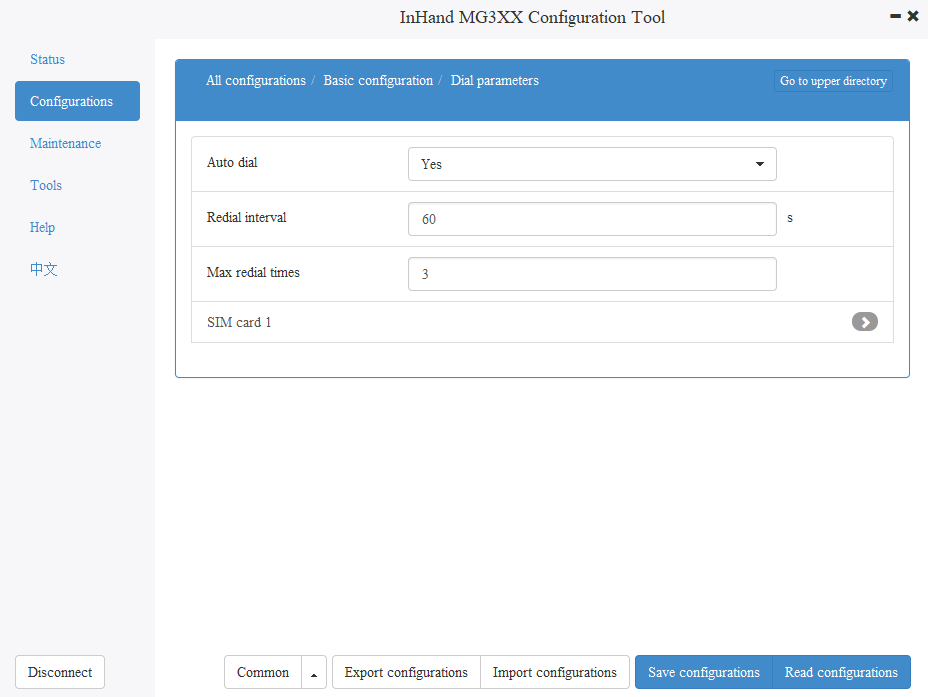 InHand MG3XX Configuration Tool
Status
Configurations
Maintenance
Tools
Help
中文
All configurations / Basic configuration / Dial parameters
Go to upper directory
Auto dial Yes
Redial interval 60 s
Max redial times 3
SIM card 1
Disconnect Common Export configurations Import configurations Save configurations Read configurations